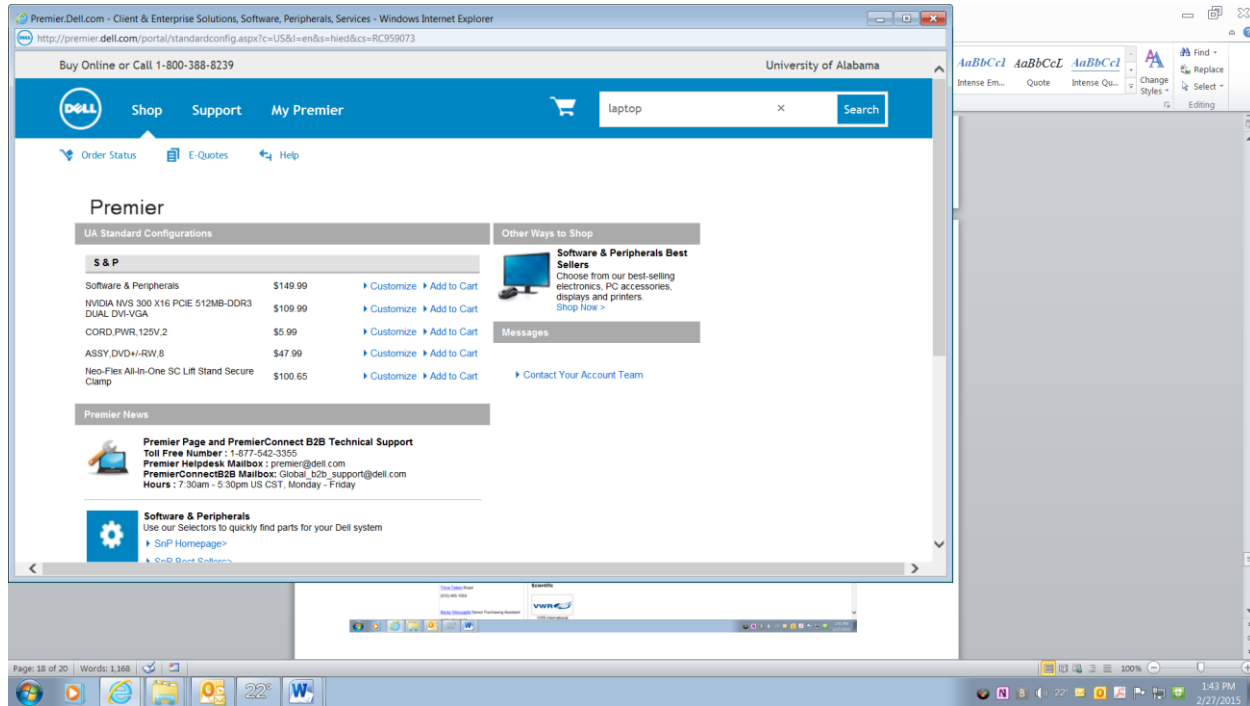 Premier.Dell.com - Client & Enterprise Solutions, Software, Peripherals, Services - Windows Internet Explorer
http://premier.dell.com/portal/standardconfig.aspx?c=US&l=en&s=hied&cs=RC959073
Buy Online or Call 1-800-388-8239
University of Alabama
DELL
Shop
Support
My Premier
laptop
Search
Order Status
E-Quotes
Help
Premier
UA Standard Configurations
S & P
Software & Peripherals $149.99 Customize Add to Cart
NVIDIA NVS 300 X16 PCIE 512MB-DDR3
DUAL DVI-VGA
$109.99 Customize Add to Cart
CORD,PWR,125V,2 $5.99 Customize Add to Cart
ASSY,DVD+/-RW,8 $47.99 Customize Add to Cart
Neo-Flex All-In-One SC Lift Stand Secure
Clamp
$100.65 Customize Add to Cart
Other Ways to Shop
Software & Peripherals Best
Sellers
Choose from our best-selling
electronics, PC accessories,
displays and printers.
Shop Now >
Messages
Contact Your Account Team
Premier News
Premier Page and PremierConnect B2B Technical Support
Toll Free Number : 1-877-542-3355
Premier Helpdesk Mailbox : premier@dell.com
PremierConnectB2B Mailbox: Global_b2b_support@dell.com
Hours : 7:30am - 5:30pm US CST, Monday - Friday
Software & Peripherals
Use our Selectors to quickly find parts for your Dell system
SnP Homepage>
SnP Best Sellers>
AaBbCcI AaBbCcL AaBbCcI
Intense Em... Quote Intense Qu...
Change
Styles
Find
Replace
Select
Editing
Scientific
VWR
VWR International
Page: 18 of 20
Words: 1,168
100%
22°
22°
1:43 PM
2/27/2015